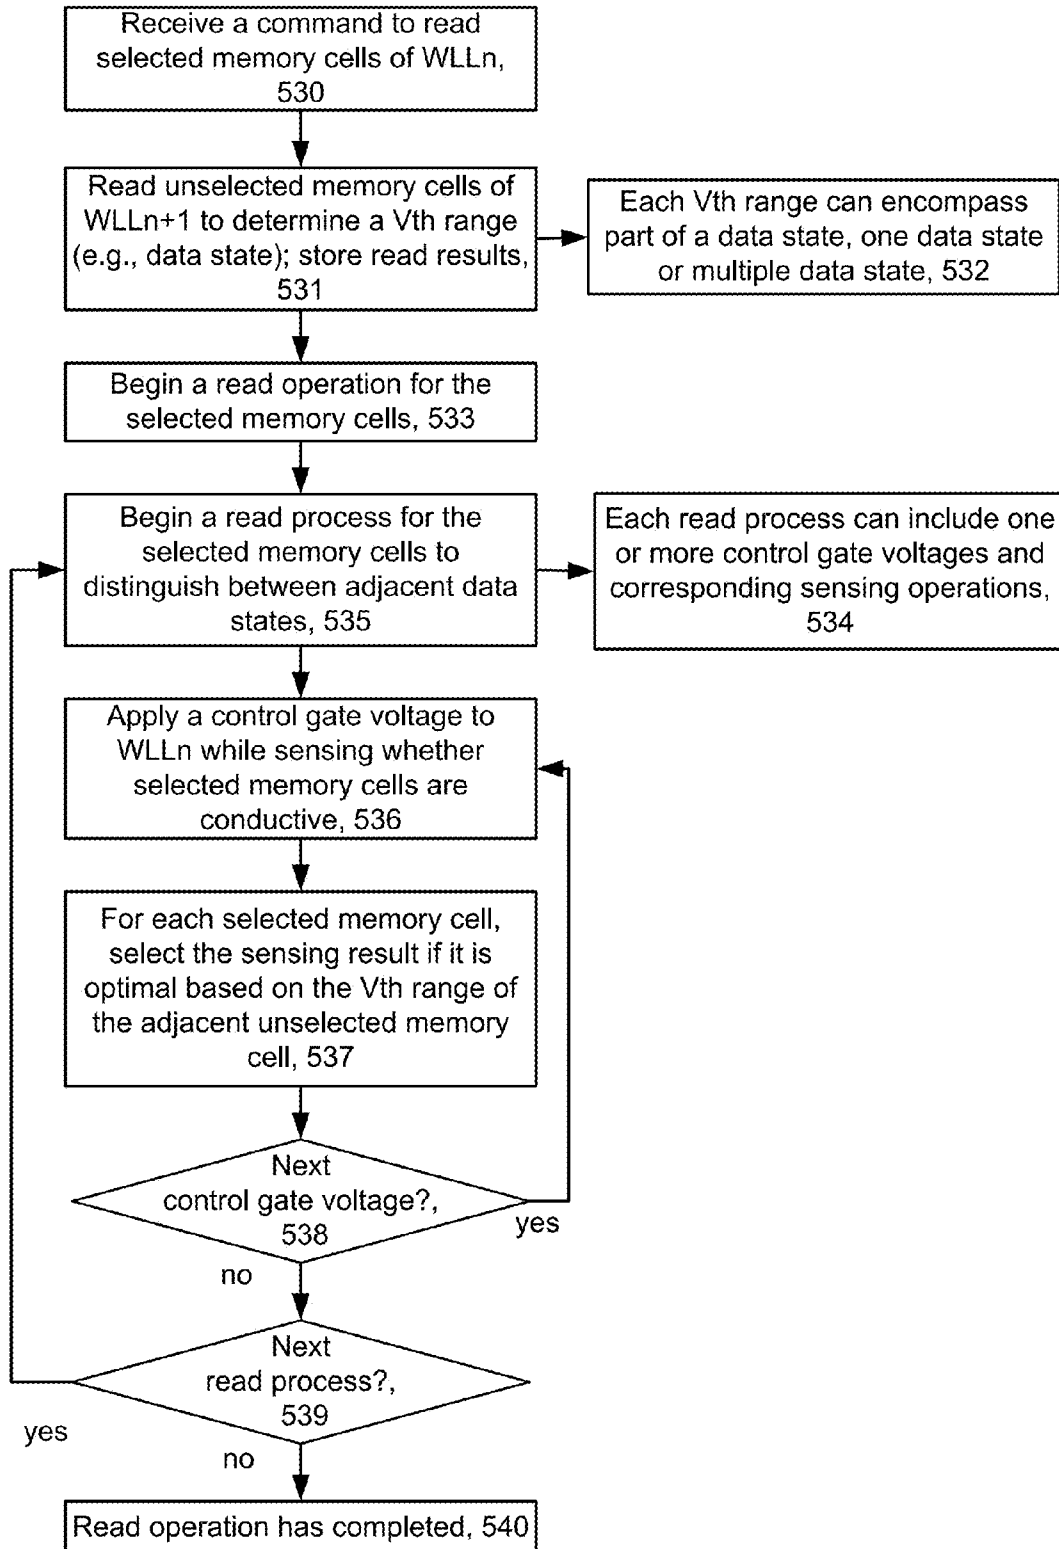 Receive a command to read
selected memory cells of WLLn,
530
Read unselected memory cells of
WLLn+1 to determine a Vth range
(e.g., data state); store read results,
531
Each Vth range can encompass
part of a data state, one data state
or multiple data state, 532
Begin a read operation for the
selected memory cells, 533
Begin a read process for the
selected memory cells to
distinguish between adjacent data
states, 535
Each read process can include one
or more control gate voltages and
corresponding sensing operations,
534
Apply a control gate voltage to
WLLn while sensing whether
selected memory cells are
conductive, 536
For each selected memory cell,
select the sensing result if it is
optimal based on the Vth range of
the adjacent unselected memory
cell, 537
Next
control gate voltage?,
538
yes
no
Next
read process?,
539
yes
no
Read operation has completed, 540